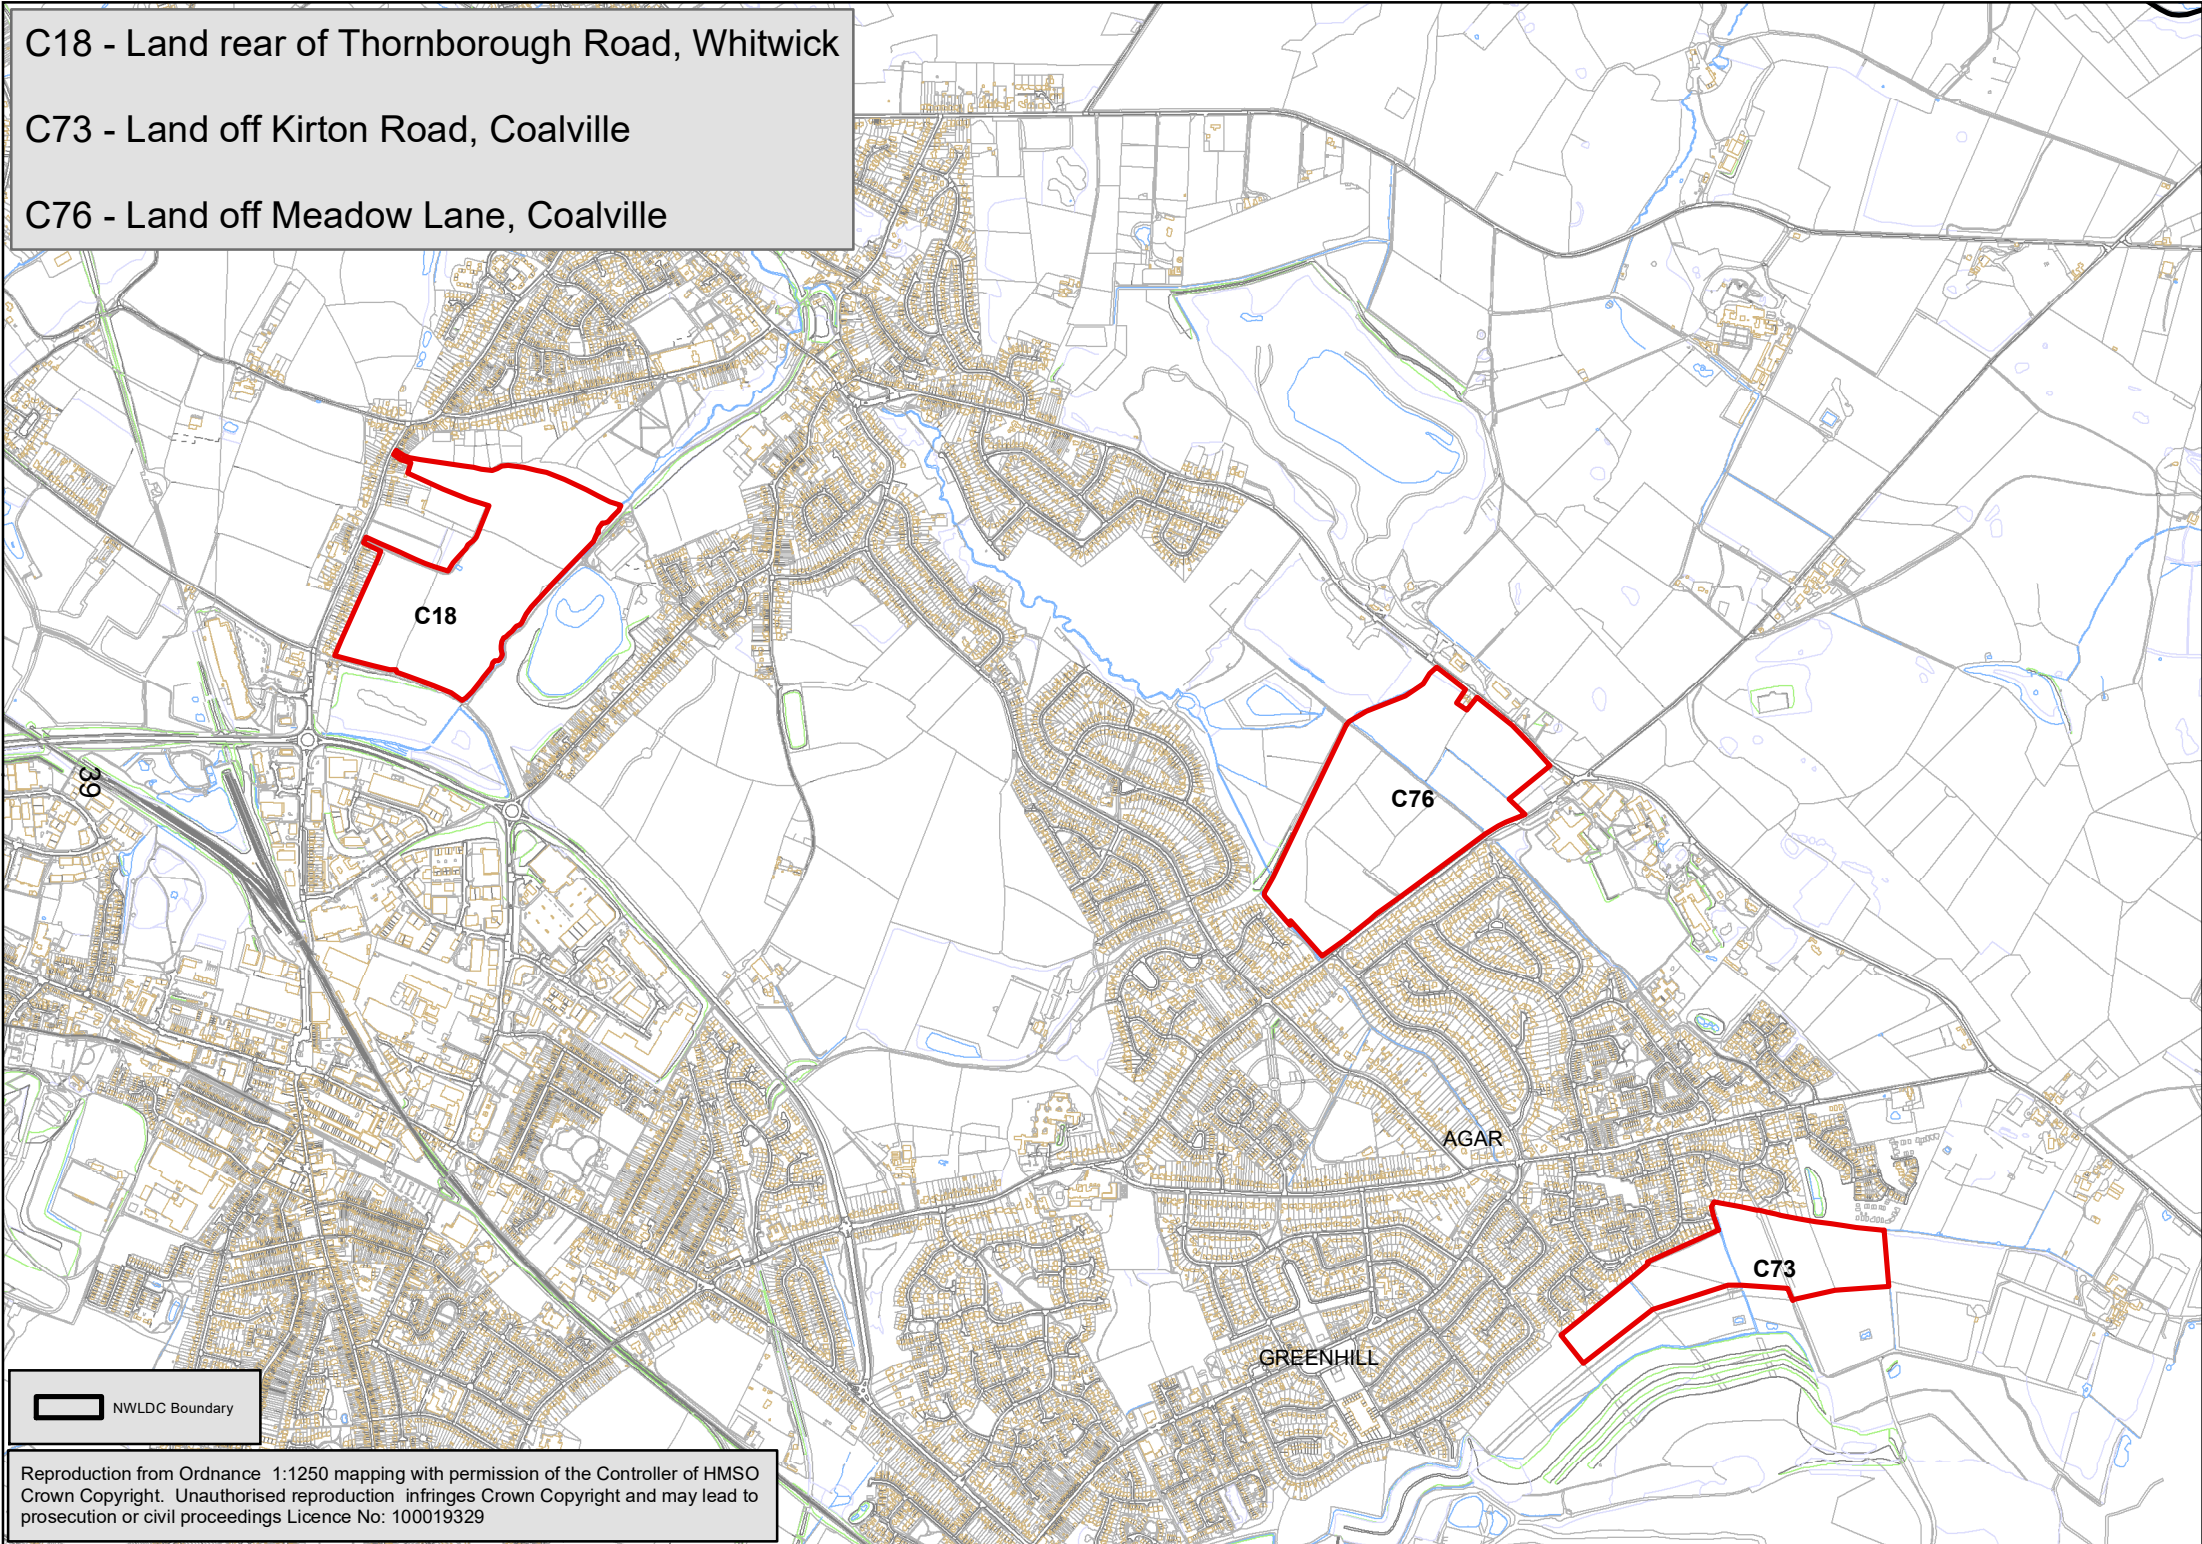 C18 - Land rear of Thornborough Road, Whitwick
C73 - Land off Kirton Road, Coalville
C76 - Land off Meadow Lane, Coalville
C18
39
C76
AGAR
C73
GREENHILL
NWLDC Boundary
Reproduction from Ordnance 1:1250 mapping with permission of the Controller of HMSO
Crown Copyright. Unauthorised reproduction infringes Crown Copyright and may lead to
prosecution or civil proceedings Licence No: 100019329